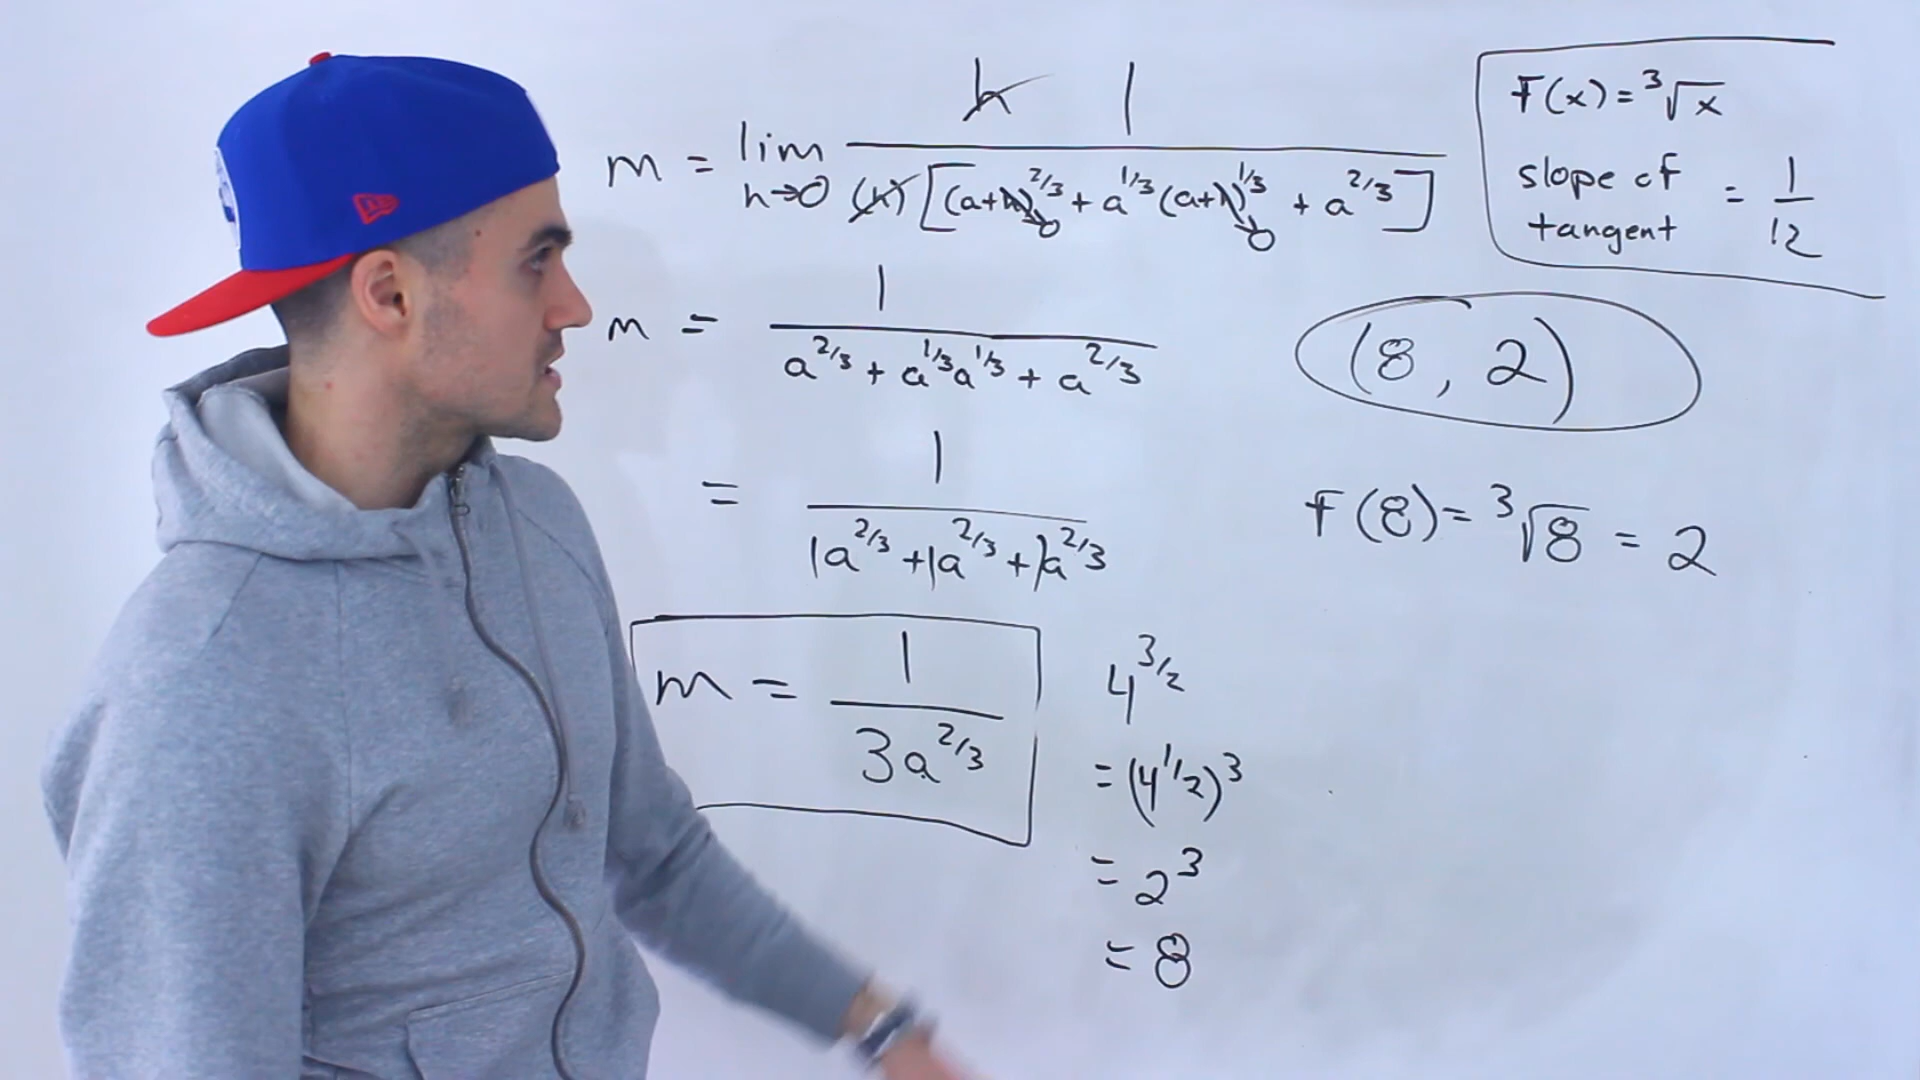 m = lim h→0 h 1 / (h) [(a+h)^2/3 + a^1/3 (a+h)^1/3 + a^2/3]
0 0
m = 1 / a^2/3 + a^1/3 a^1/3 + a^2/3
= 1 / 1a^2/3 + 1a^2/3 + 1a^2/3
m = 1 / 3a^2/3
4^3/2
= (4^1/2)^3
= 2^3
= 8
F(x) = ³√x
slope of
tangent = 1/12
(8, 2)
F(8) = ³√8 = 2